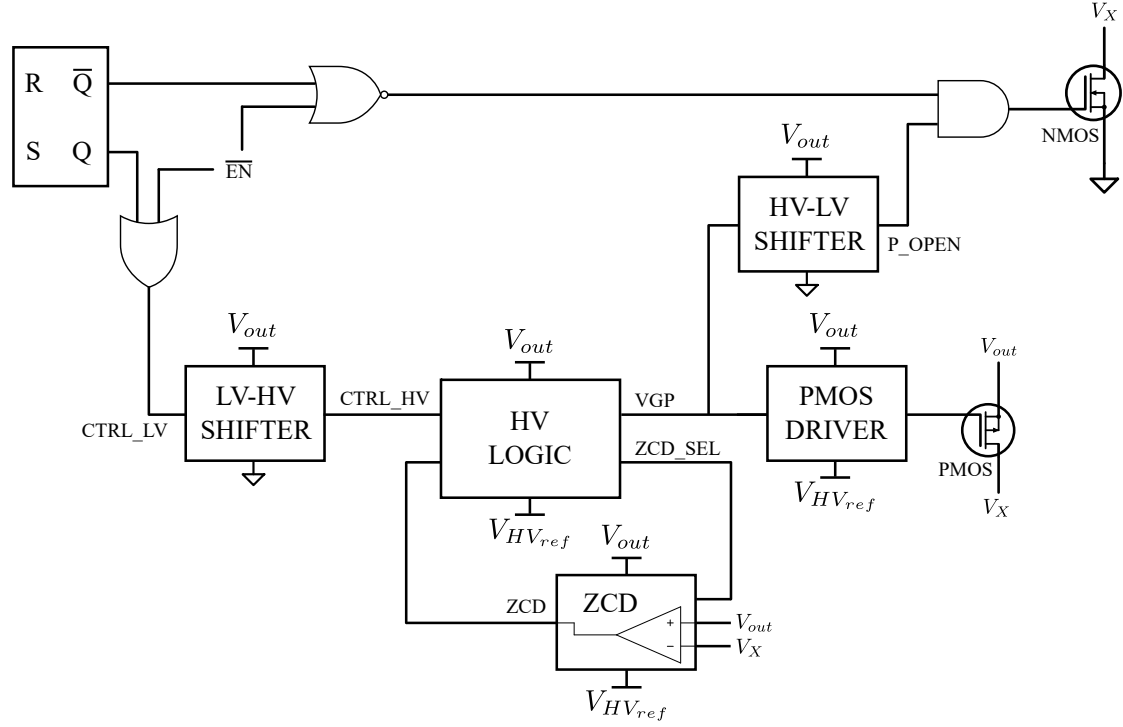 V_X
R Q̅
S Q
E̅N̅
NMOS
V_out
HV-LV
SHIFTER
P_OPEN
V_out
LV-HV
SHIFTER
CTRL_LV
CTRL_HV
V_out
HV
LOGIC
V_HV_ref
VGP
ZCD_SEL
V_out
PMOS
DRIVER
V_HV_ref
V_out
PMOS
V_X
V_out
ZCD
ZCD
+
−
V_out
V_X
V_HV_ref